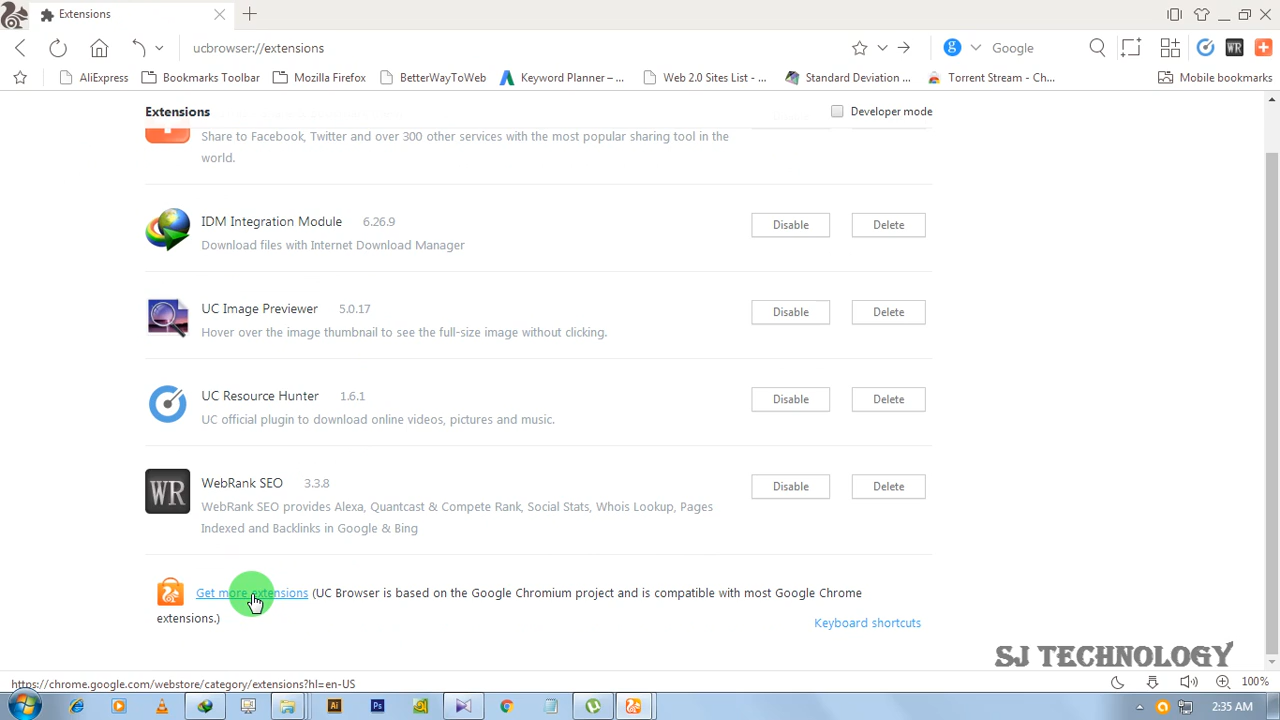 Extensions
ucbrowser://extensions
Google
WR
AliExpress
Bookmarks Toolbar
Mozilla Firefox
BetterWayToWeb
Keyword Planner – ...
Web 2.0 Sites List - ...
Standard Deviation ...
Torrent Stream - Ch...
Mobile bookmarks
Extensions
Developer mode
Share to Facebook, Twitter and over 300 other services with the most popular sharing tool in the
world.
IDM Integration Module 6.26.9
Disable Delete
Download files with Internet Download Manager
UC Image Previewer 5.0.17
Disable Delete
Hover over the image thumbnail to see the full-size image without clicking.
UC Resource Hunter 1.6.1
Disable Delete
UC official plugin to download online videos, pictures and music.
WR
WebRank SEO 3.3.8
Disable Delete
WebRank SEO provides Alexa, Quantcast & Compete Rank, Social Stats, Whois Lookup, Pages
Indexed and Backlinks in Google & Bing
Get more extensions (UC Browser is based on the Google Chromium project and is compatible with most Google Chrome
extensions.)
Keyboard shortcuts
SJ TECHNOLOGY
https://chrome.google.com/webstore/category/extensions?hl=en-US
100%
Ai
Ps
2:35 AM